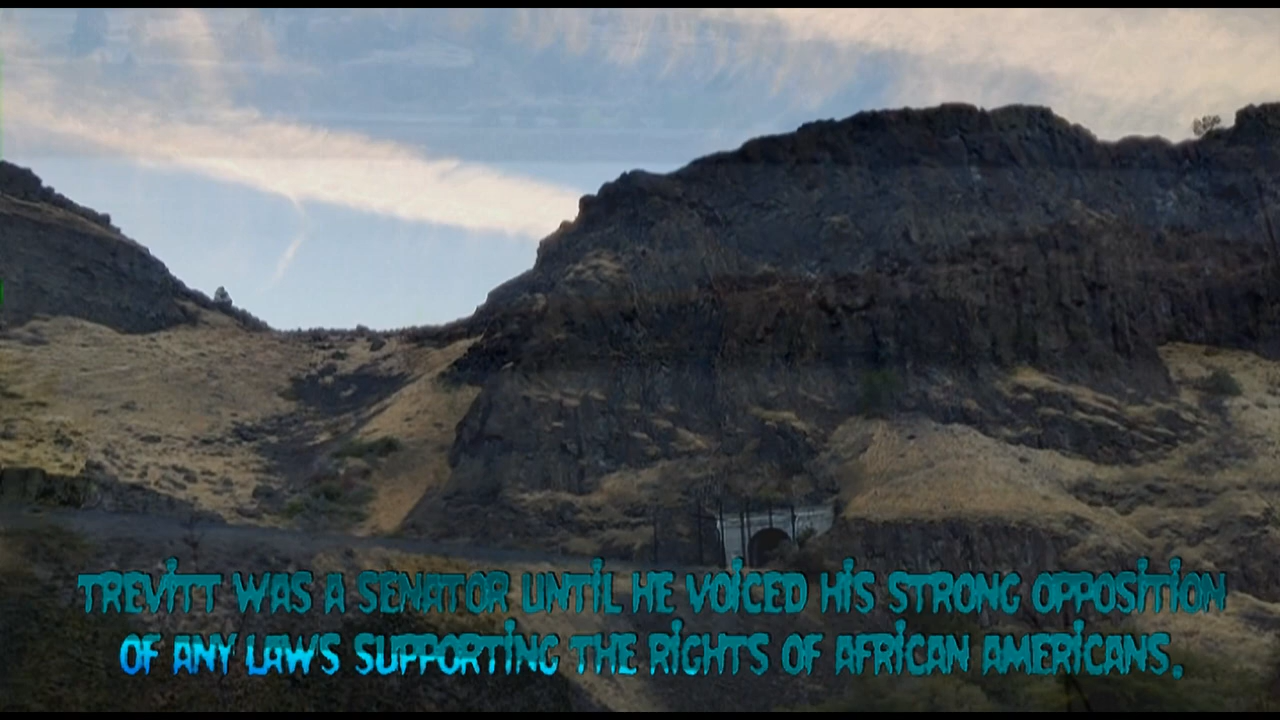 TREVITT WAS A SENATOR UNTIL HE VOICED HIS STRONG OPPOSITION
OF ANY LAWS SUPPORTING THE RIGHTS OF AFRICAN AMERICANS.